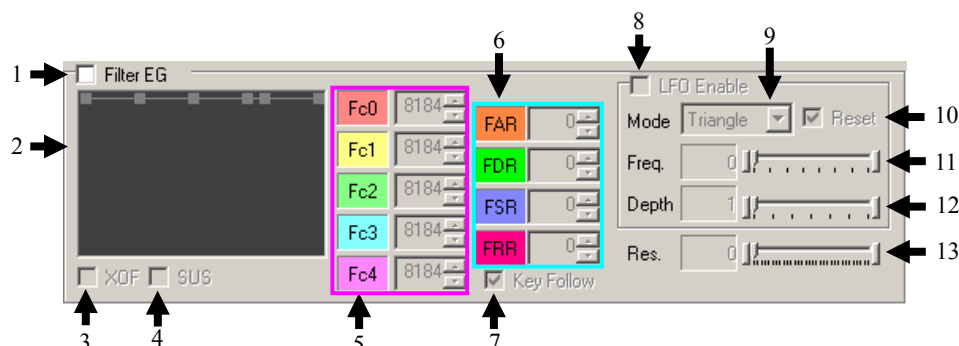 8
9
6
1
Filter EG
LFO Enable
2
Fc0 8184
FAR 0
Mode Triangle Reset
10
Fc1 8184
FDR 0
Freq. 0
11
Fc2 8184
FSR 0
Depth 1
12
Fc3 8184
FRR 0
Res. 0
13
XOF SUS
Fc4 8184
Key Follow
3
4
5
7